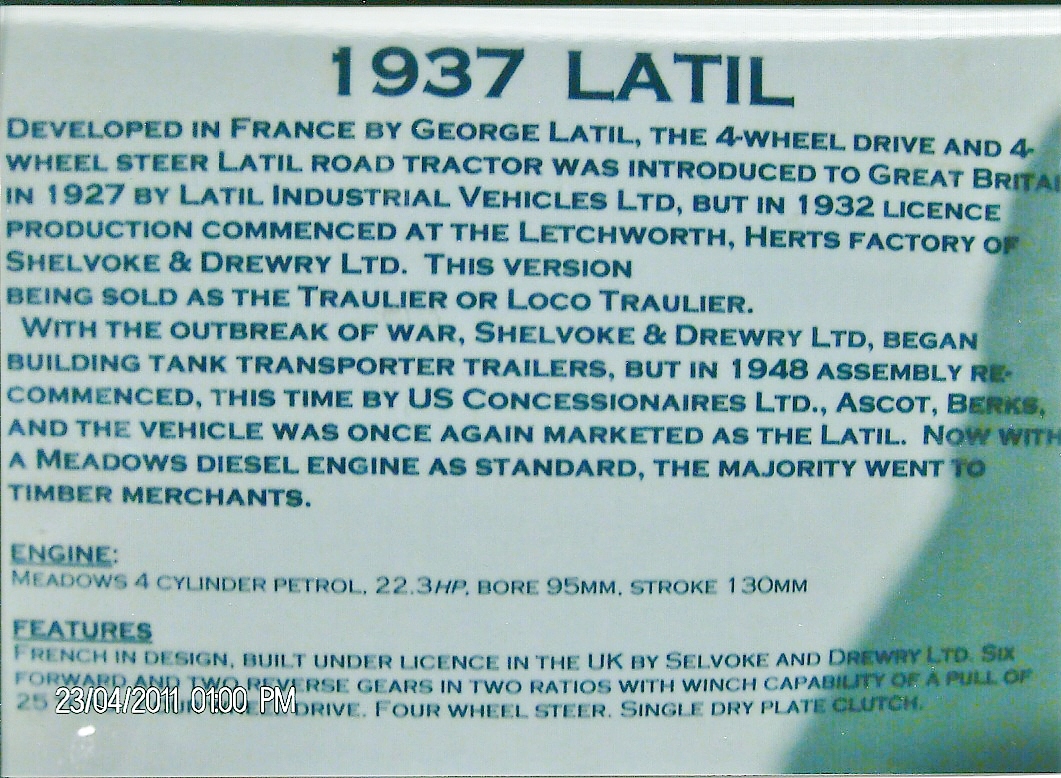 1937 LATIL
DEVELOPED IN FRANCE BY GEORGE LATIL, THE 4-WHEEL DRIVE AND 4-
WHEEL STEER LATIL ROAD TRACTOR WAS INTRODUCED TO GREAT BRITAI
IN 1927 BY LATIL INDUSTRIAL VEHICLES LTD, BUT IN 1932 LICENCE
PRODUCTION COMMENCED AT THE LETCHWORTH, HERTS FACTORY OF
SHELVOKE & DREWRY LTD. THIS VERSION
BEING SOLD AS THE TRAULIER OR LOCO TRAULIER.
WITH THE OUTBREAK OF WAR, SHELVOKE & DREWRY LTD, BEGAN
BUILDING TANK TRANSPORTER TRAILERS, BUT IN 1948 ASSEMBLY RE-
COMMENCED, THIS TIME BY US CONCESSIONAIRES LTD., ASCOT, BERKS,
AND THE VEHICLE WAS ONCE AGAIN MARKETED AS THE LATIL. NOW WITH
A MEADOWS DIESEL ENGINE AS STANDARD, THE MAJORITY WENT TO
TIMBER MERCHANTS.
ENGINE:
MEADOWS 4 CYLINDER PETROL, 22.3HP, BORE 95MM, STROKE 130MM
FEATURES
FRENCH IN DESIGN, BUILT UNDER LICENCE IN THE UK BY SELVOKE AND DREWRY LTD. SIX
FORWARD AND TWO REVERSE GEARS IN TWO RATIOS WITH WINCH CAPABILITY OF A PULL OF
25 DRIVE. FOUR WHEEL STEER. SINGLE DRY PLATE CLUTCH.
23/04/2011 01:00 PM